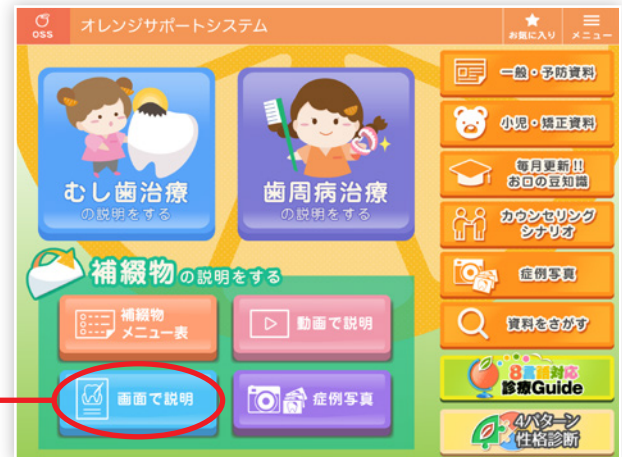 OSS
オレンジサポートシステム
お気に入り
メニュー
むし歯治療
の説明をする
歯周病治療
の説明をする
補綴物の説明をする
補綴物
メニュー表
動画で説明
画面で説明
症例写真
一般・予防資料
小児・矯正資料
毎月更新!!
お口の豆知識
カウンセリング
シナリオ
症例写真
資料をさがす
8言語対応
診療Guide
4パターン
性格診断